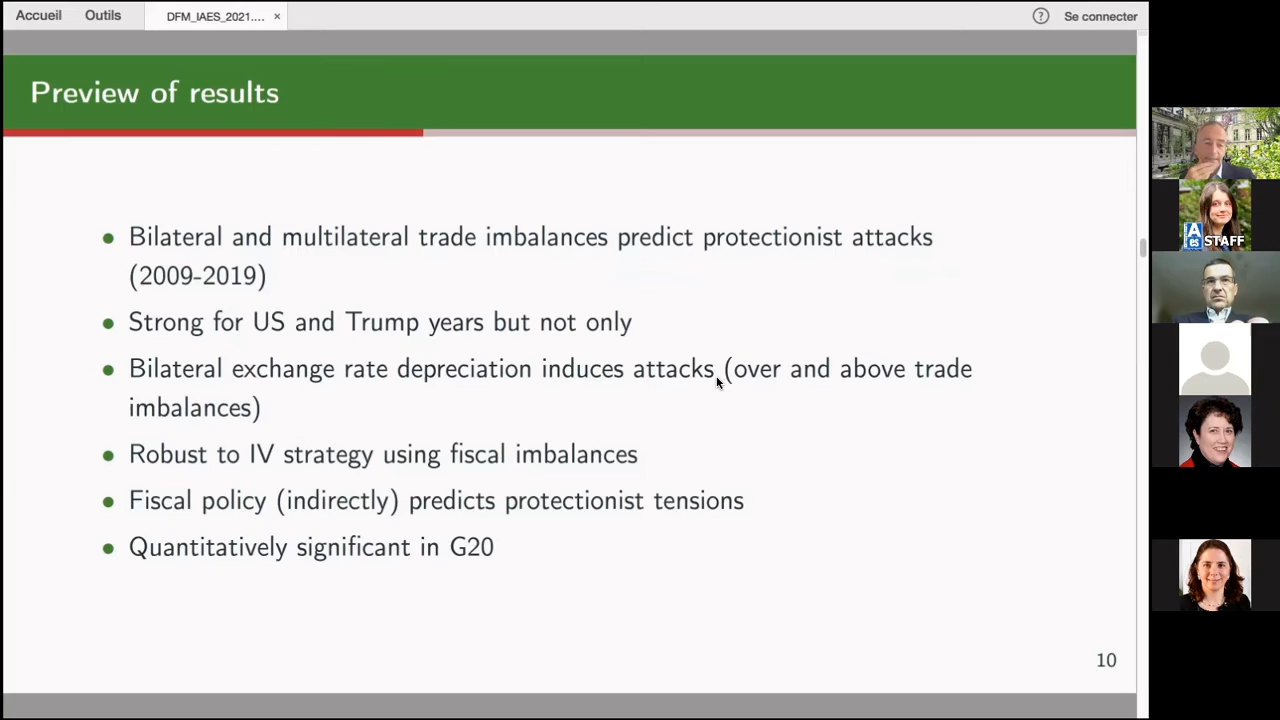 Accueil Outils DFM_IAES_2021.... × ? Se connecter
Preview of results
• Bilateral and multilateral trade imbalances predict protectionist attacks
(2009-2019)
• Strong for US and Trump years but not only
• Bilateral exchange rate depreciation induces attacks (over and above trade
imbalances)
• Robust to IV strategy using fiscal imbalances
• Fiscal policy (indirectly) predicts protectionist tensions
• Quantitatively significant in G20
10
A
es STAFF